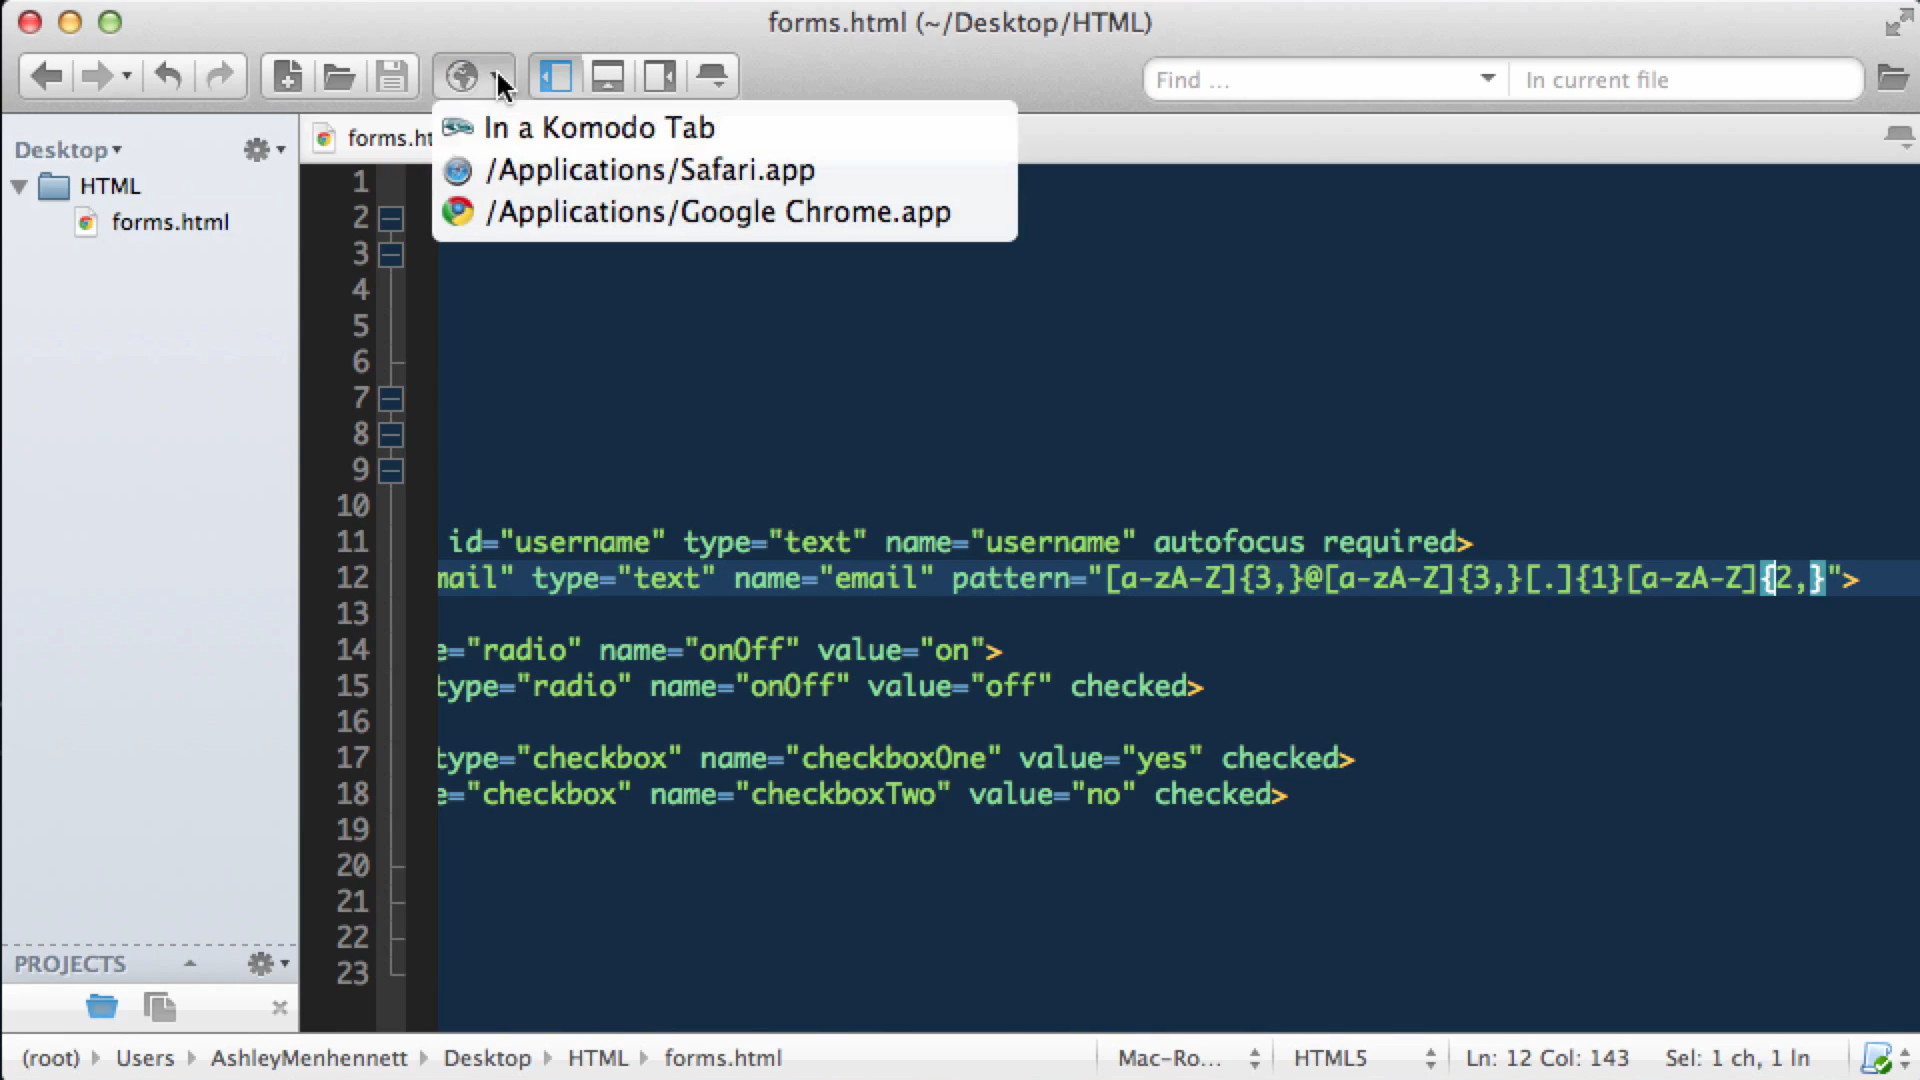 forms.html (~/Desktop/HTML)
Find ...
In current file
In a Komodo Tab
/Applications/Safari.app
/Applications/Google Chrome.app
Desktop
HTML
forms.html
forms.ht
1
2
3
4
5
6
7
8
9
10
11 id="username" type="text" name="username" autofocus required>
12 mail" type="text" name="email" pattern="[a-zA-Z]{3,}@[a-zA-Z]{3,}[.]{1}[a-zA-Z]{2,}">
13
14 e="radio" name="onOff" value="on">
15 type="radio" name="onOff" value="off" checked>
16
17 type="checkbox" name="checkboxOne" value="yes" checked>
18 e="checkbox" name="checkboxTwo" value="no" checked>
19
20
21
22
23
PROJECTS
(root) Users AshleyMenhennett Desktop HTML forms.html
Mac-Ro... HTML5 Ln: 12 Col: 143 Sel: 1 ch, 1 ln